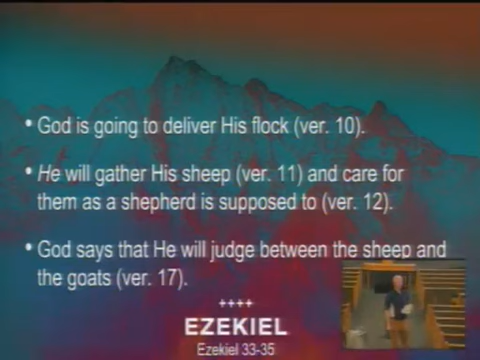 • God is going to deliver His flock (ver. 10).
• He will gather His sheep (ver. 11) and care for
them as a shepherd is supposed to (ver. 12).
• God says that He will judge between the sheep and
the goats (ver. 17).
++++
EZEKIEL
Ezekiel 33-35